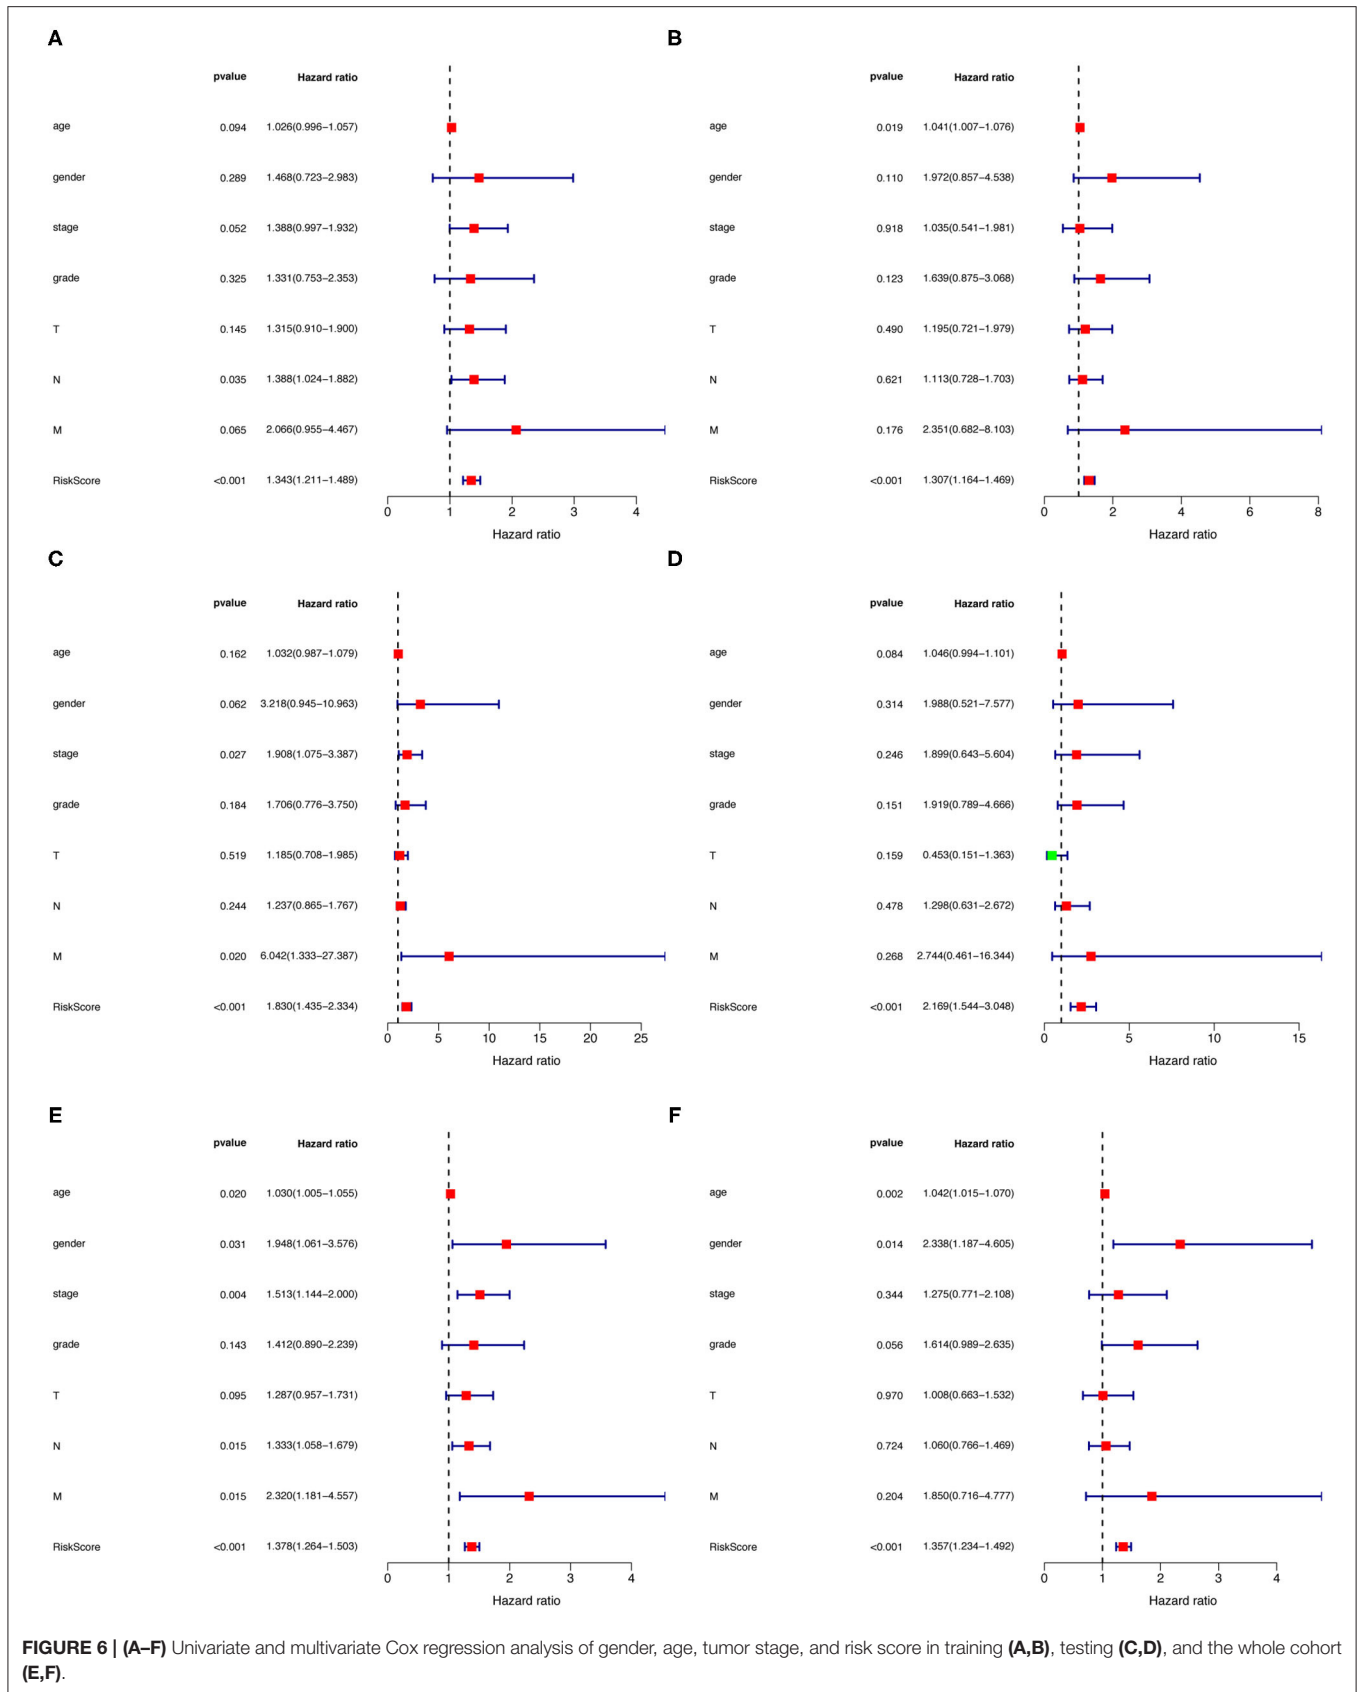 A
pvalue Hazard ratio
age 0.094 1.026(0.996−1.057)
gender 0.289 1.468(0.723−2.983)
stage 0.052 1.388(0.997−1.932)
grade 0.325 1.331(0.753−2.353)
T 0.145 1.315(0.910−1.900)
N 0.035 1.388(1.024−1.882)
M 0.065 2.066(0.955−4.467)
RiskScore <0.001 1.343(1.211−1.489)
0 1 2 3 4
Hazard ratio
B
pvalue Hazard ratio
age 0.019 1.041(1.007−1.076)
gender 0.110 1.972(0.857−4.538)
stage 0.918 1.035(0.541−1.981)
grade 0.123 1.639(0.875−3.068)
T 0.490 1.195(0.721−1.979)
N 0.621 1.113(0.728−1.703)
M 0.176 2.351(0.682−8.103)
RiskScore <0.001 1.307(1.164−1.469)
0 2 4 6 8
Hazard ratio
C
pvalue Hazard ratio
age 0.162 1.032(0.987−1.079)
gender 0.062 3.218(0.945−10.963)
stage 0.027 1.908(1.075−3.387)
grade 0.184 1.706(0.776−3.750)
T 0.519 1.185(0.708−1.985)
N 0.244 1.237(0.865−1.767)
M 0.020 6.042(1.333−27.387)
RiskScore <0.001 1.830(1.435−2.334)
0 5 10 15 20 25
Hazard ratio
D
pvalue Hazard ratio
age 0.084 1.046(0.994−1.101)
gender 0.314 1.988(0.521−7.577)
stage 0.246 1.899(0.643−5.604)
grade 0.151 1.919(0.789−4.666)
T 0.159 0.453(0.151−1.363)
N 0.478 1.298(0.631−2.672)
M 0.268 2.744(0.461−16.344)
RiskScore <0.001 2.169(1.544−3.048)
0 5 10 15
Hazard ratio
E
pvalue Hazard ratio
age 0.020 1.030(1.005−1.055)
gender 0.031 1.948(1.061−3.576)
stage 0.004 1.513(1.144−2.000)
grade 0.143 1.412(0.890−2.239)
T 0.095 1.287(0.957−1.731)
N 0.015 1.333(1.058−1.679)
M 0.015 2.320(1.181−4.557)
RiskScore <0.001 1.378(1.264−1.503)
0 1 2 3 4
Hazard ratio
F
pvalue Hazard ratio
age 0.002 1.042(1.015−1.070)
gender 0.014 2.338(1.187−4.605)
stage 0.344 1.275(0.771−2.108)
grade 0.056 1.614(0.989−2.635)
T 0.970 1.008(0.663−1.532)
N 0.724 1.060(0.766−1.469)
M 0.204 1.850(0.716−4.777)
RiskScore <0.001 1.357(1.234−1.492)
0 1 2 3 4
Hazard ratio
FIGURE 6 | (A–F) Univariate and multivariate Cox regression analysis of gender, age, tumor stage, and risk score in training (A,B), testing (C,D), and the whole cohort
(E,F).